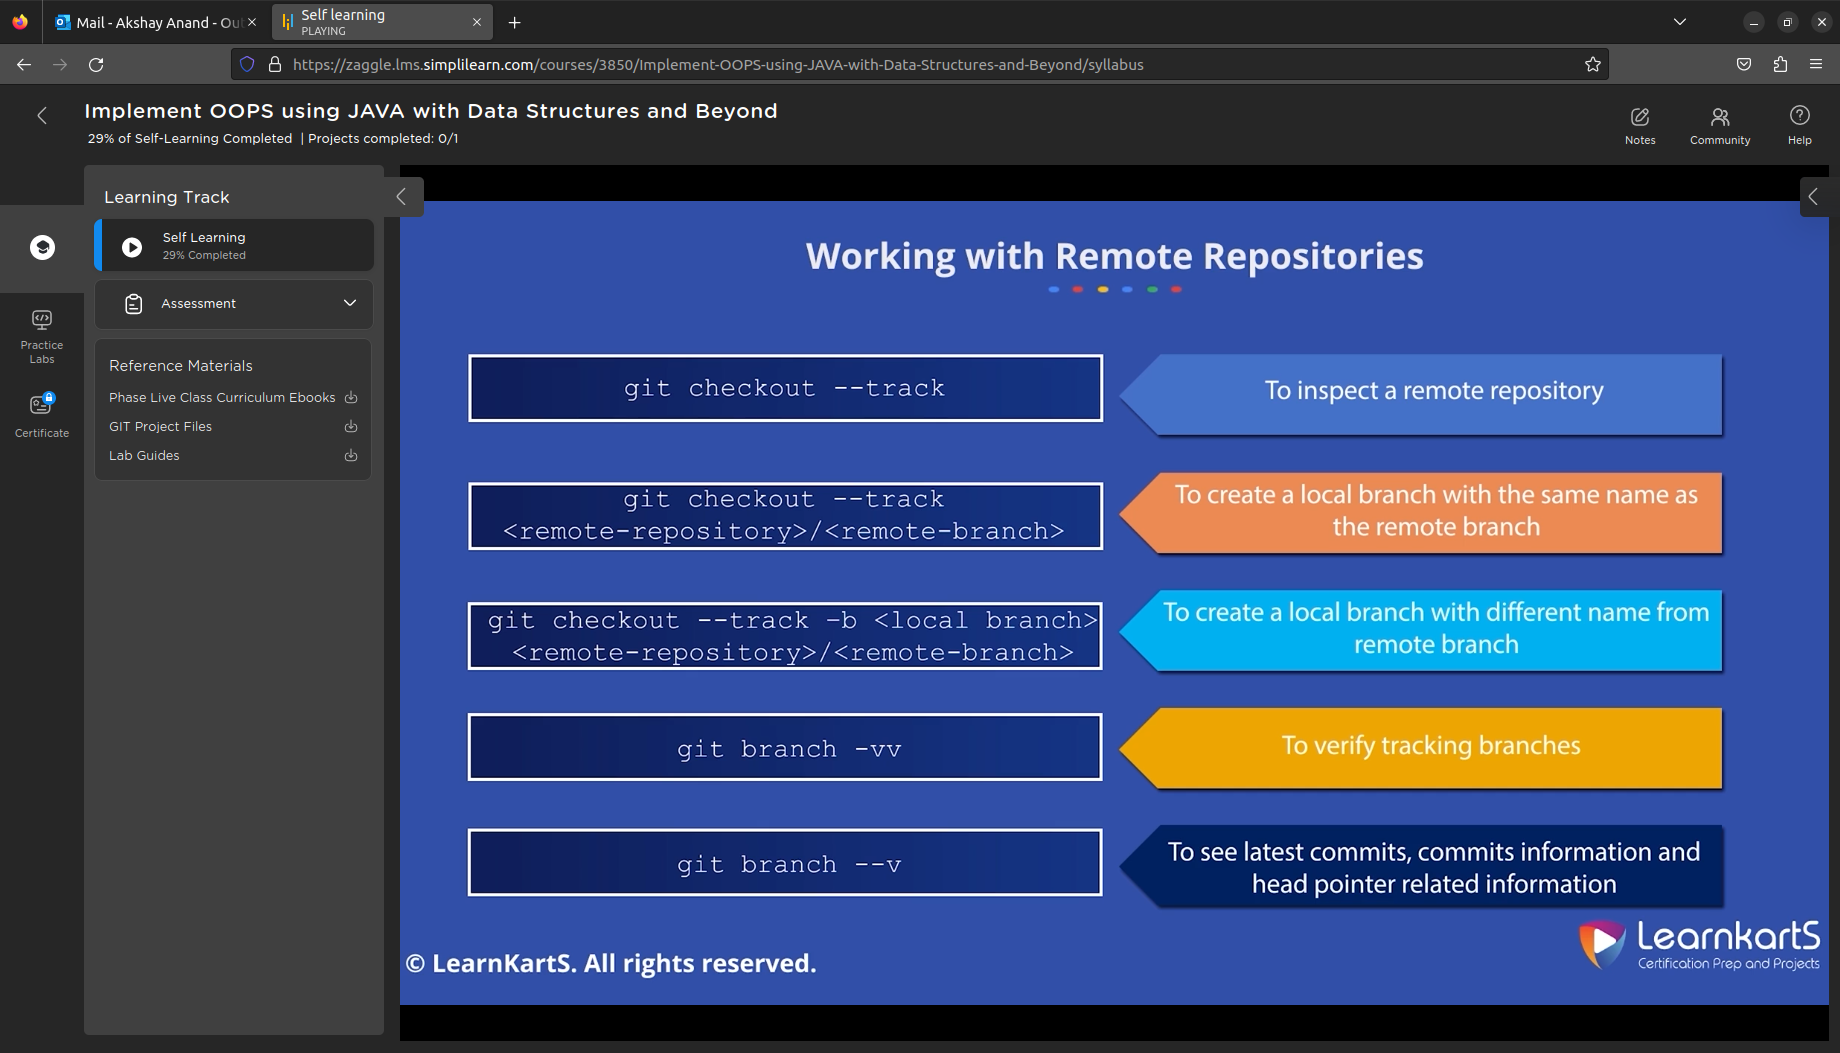 Mail - Akshay Anand - Ou
Self learning
PLAYING
https://zaggle.lms.simplilearn.com/courses/3850/Implement-OOPS-using-JAVA-with-Data-Structures-and-Beyond/syllabus
Implement OOPS using JAVA with Data Structures and Beyond
29% of Self-Learning Completed | Projects completed: 0/1
Notes
Community
Help
Learning Track
Self Learning
29% Completed
Assessment
Practice
Labs
Certificate
Reference Materials
Phase Live Class Curriculum Ebooks
GIT Project Files
Lab Guides
Working with Remote Repositories
git checkout --track
To inspect a remote repository
git checkout --track
<remote-repository>/<remote-branch>
To create a local branch with the same name as
the remote branch
git checkout --track -b <local branch>
<remote-repository>/<remote-branch>
To create a local branch with different name from
remote branch
git branch -vv
To verify tracking branches
git branch --v
To see latest commits, commits information and
head pointer related information
LearnkartS
Certification Prep and Projects
© LearnKartS. All rights reserved.